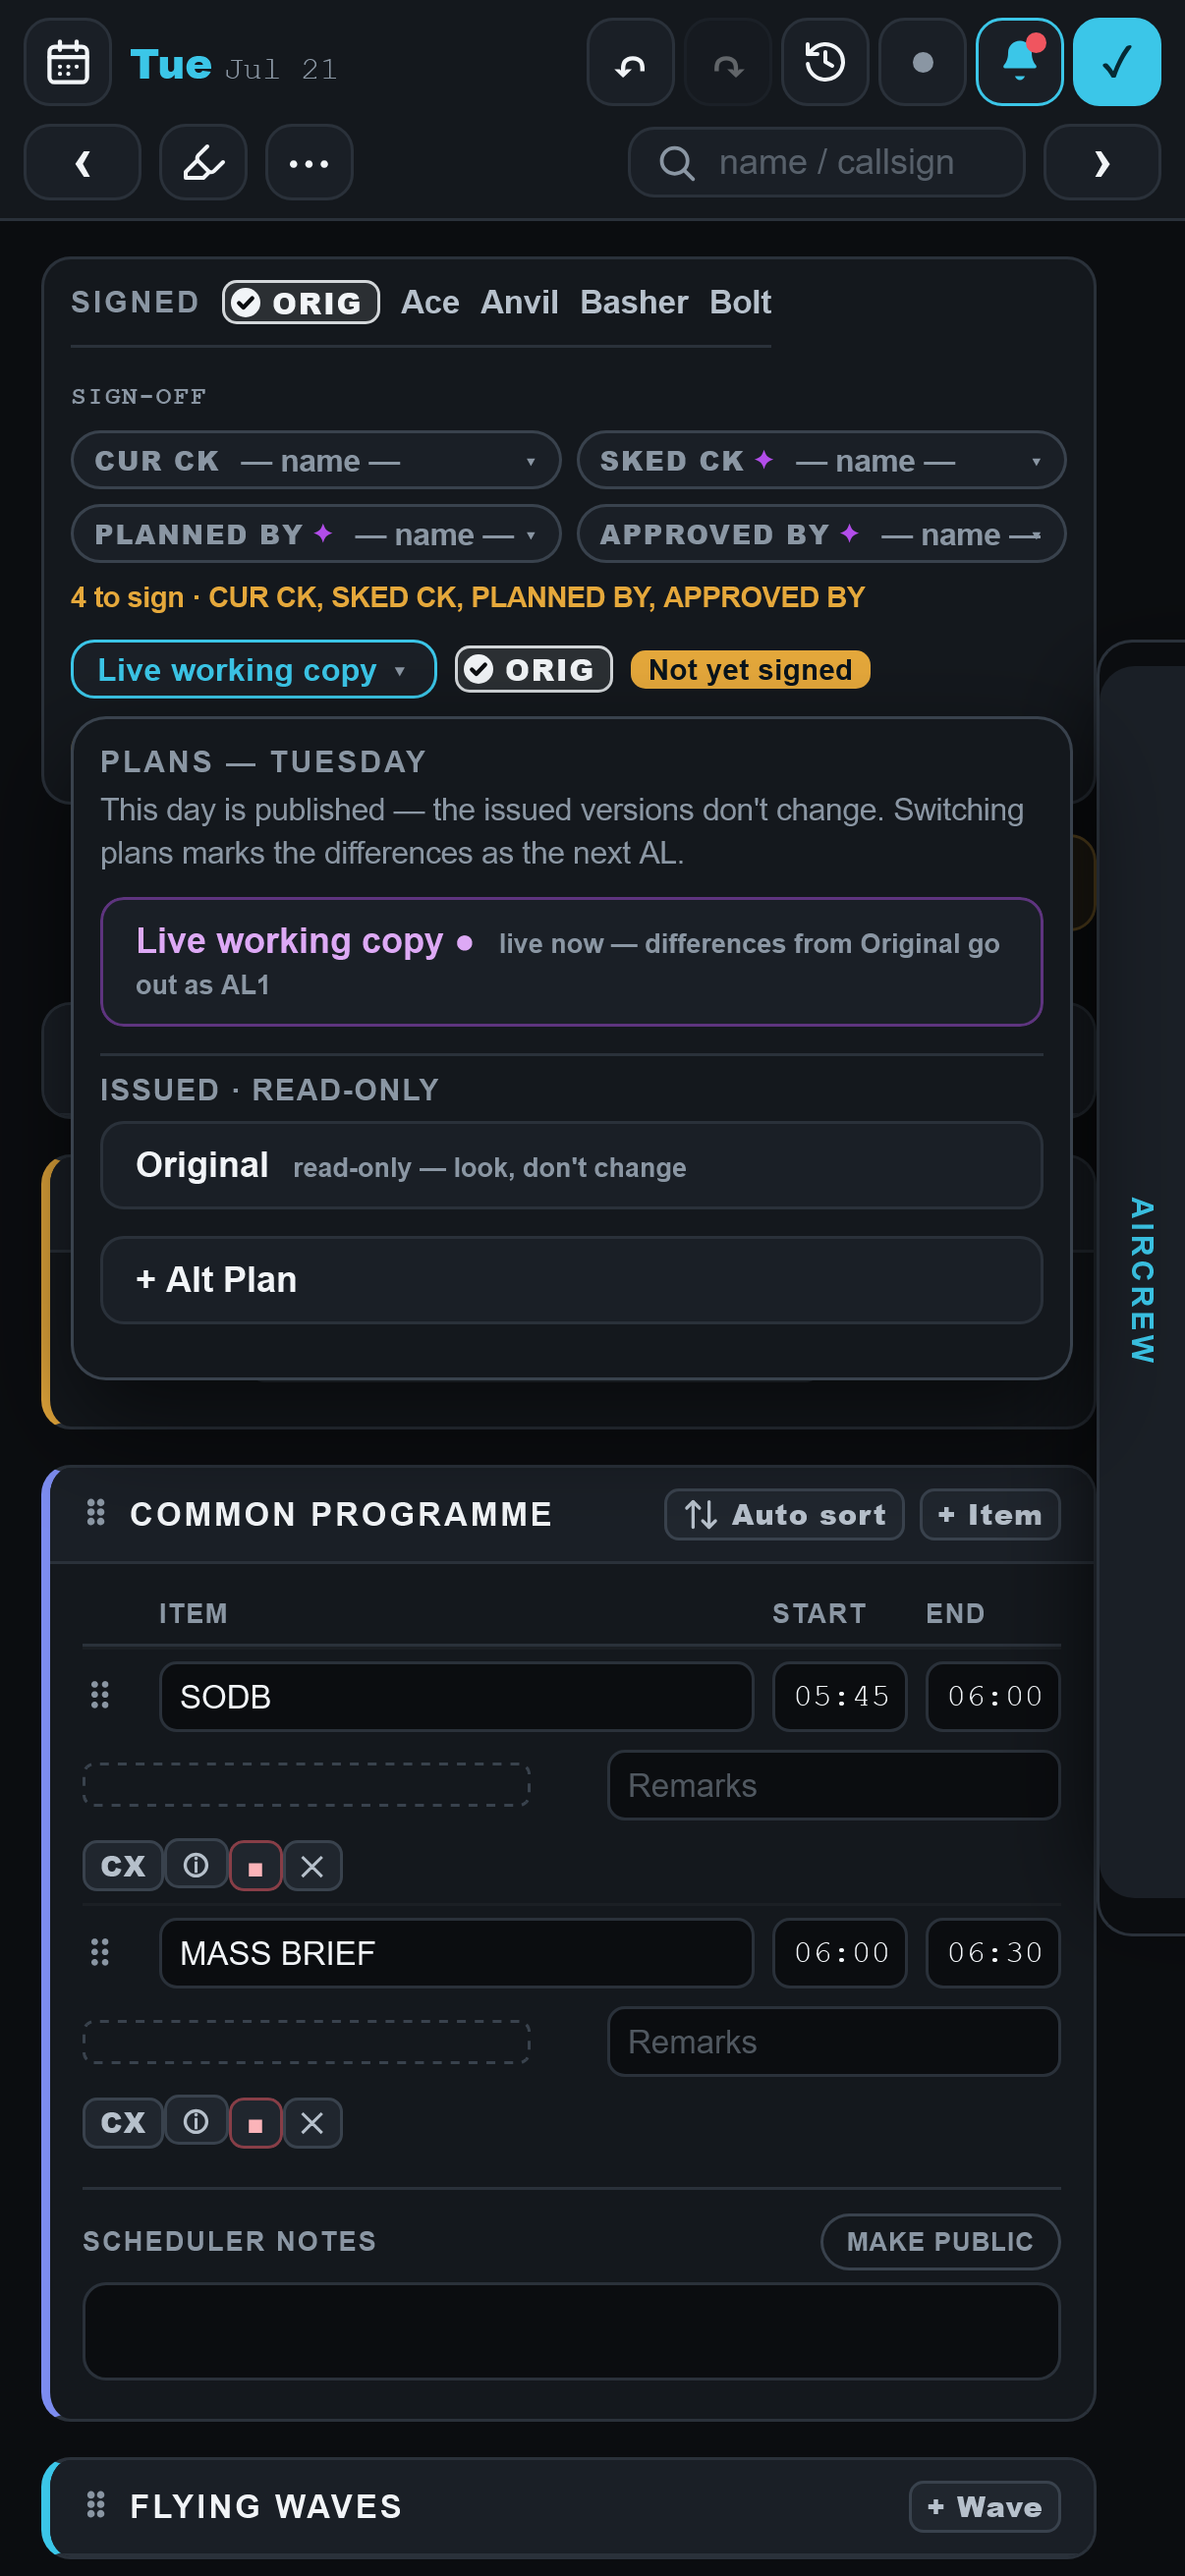 Tue Jul 21
name / callsign
SIGNED ORIG Ace Anvil Basher Bolt
SIGN-OFF
CUR CK — name —
SKED CK — name —
PLANNED BY — name —
APPROVED BY — name —
4 to sign · CUR CK, SKED CK, PLANNED BY, APPROVED BY
Live working copy ORIG Not yet signed
PLANS — TUESDAY
This day is published — the issued versions don't change. Switching
plans marks the differences as the next AL.
Live working copy ● live now — differences from Original go
out as AL1
ISSUED · READ-ONLY
Original read-only — look, don't change
+ Alt Plan
AIRCREW
COMMON PROGRAMME Auto sort + Item
ITEM START END
SODB 05:45 06:00
Remarks
CX
MASS BRIEF 06:00 06:30
Remarks
CX
SCHEDULER NOTES MAKE PUBLIC
FLYING WAVES + Wave